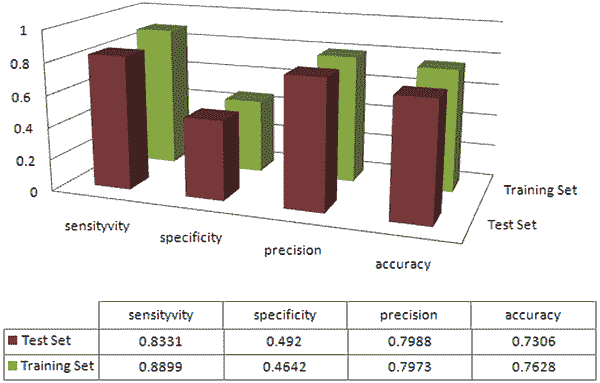 1
0.8
0.6
0.4
0.2
0
sensityvity
specificity
precision
accuracy
Training Set
Test Set
sensityvity specificity precision accuracy
Test Set 0.8331 0.492 0.7988 0.7306
Training Set 0.8899 0.4642 0.7973 0.7628